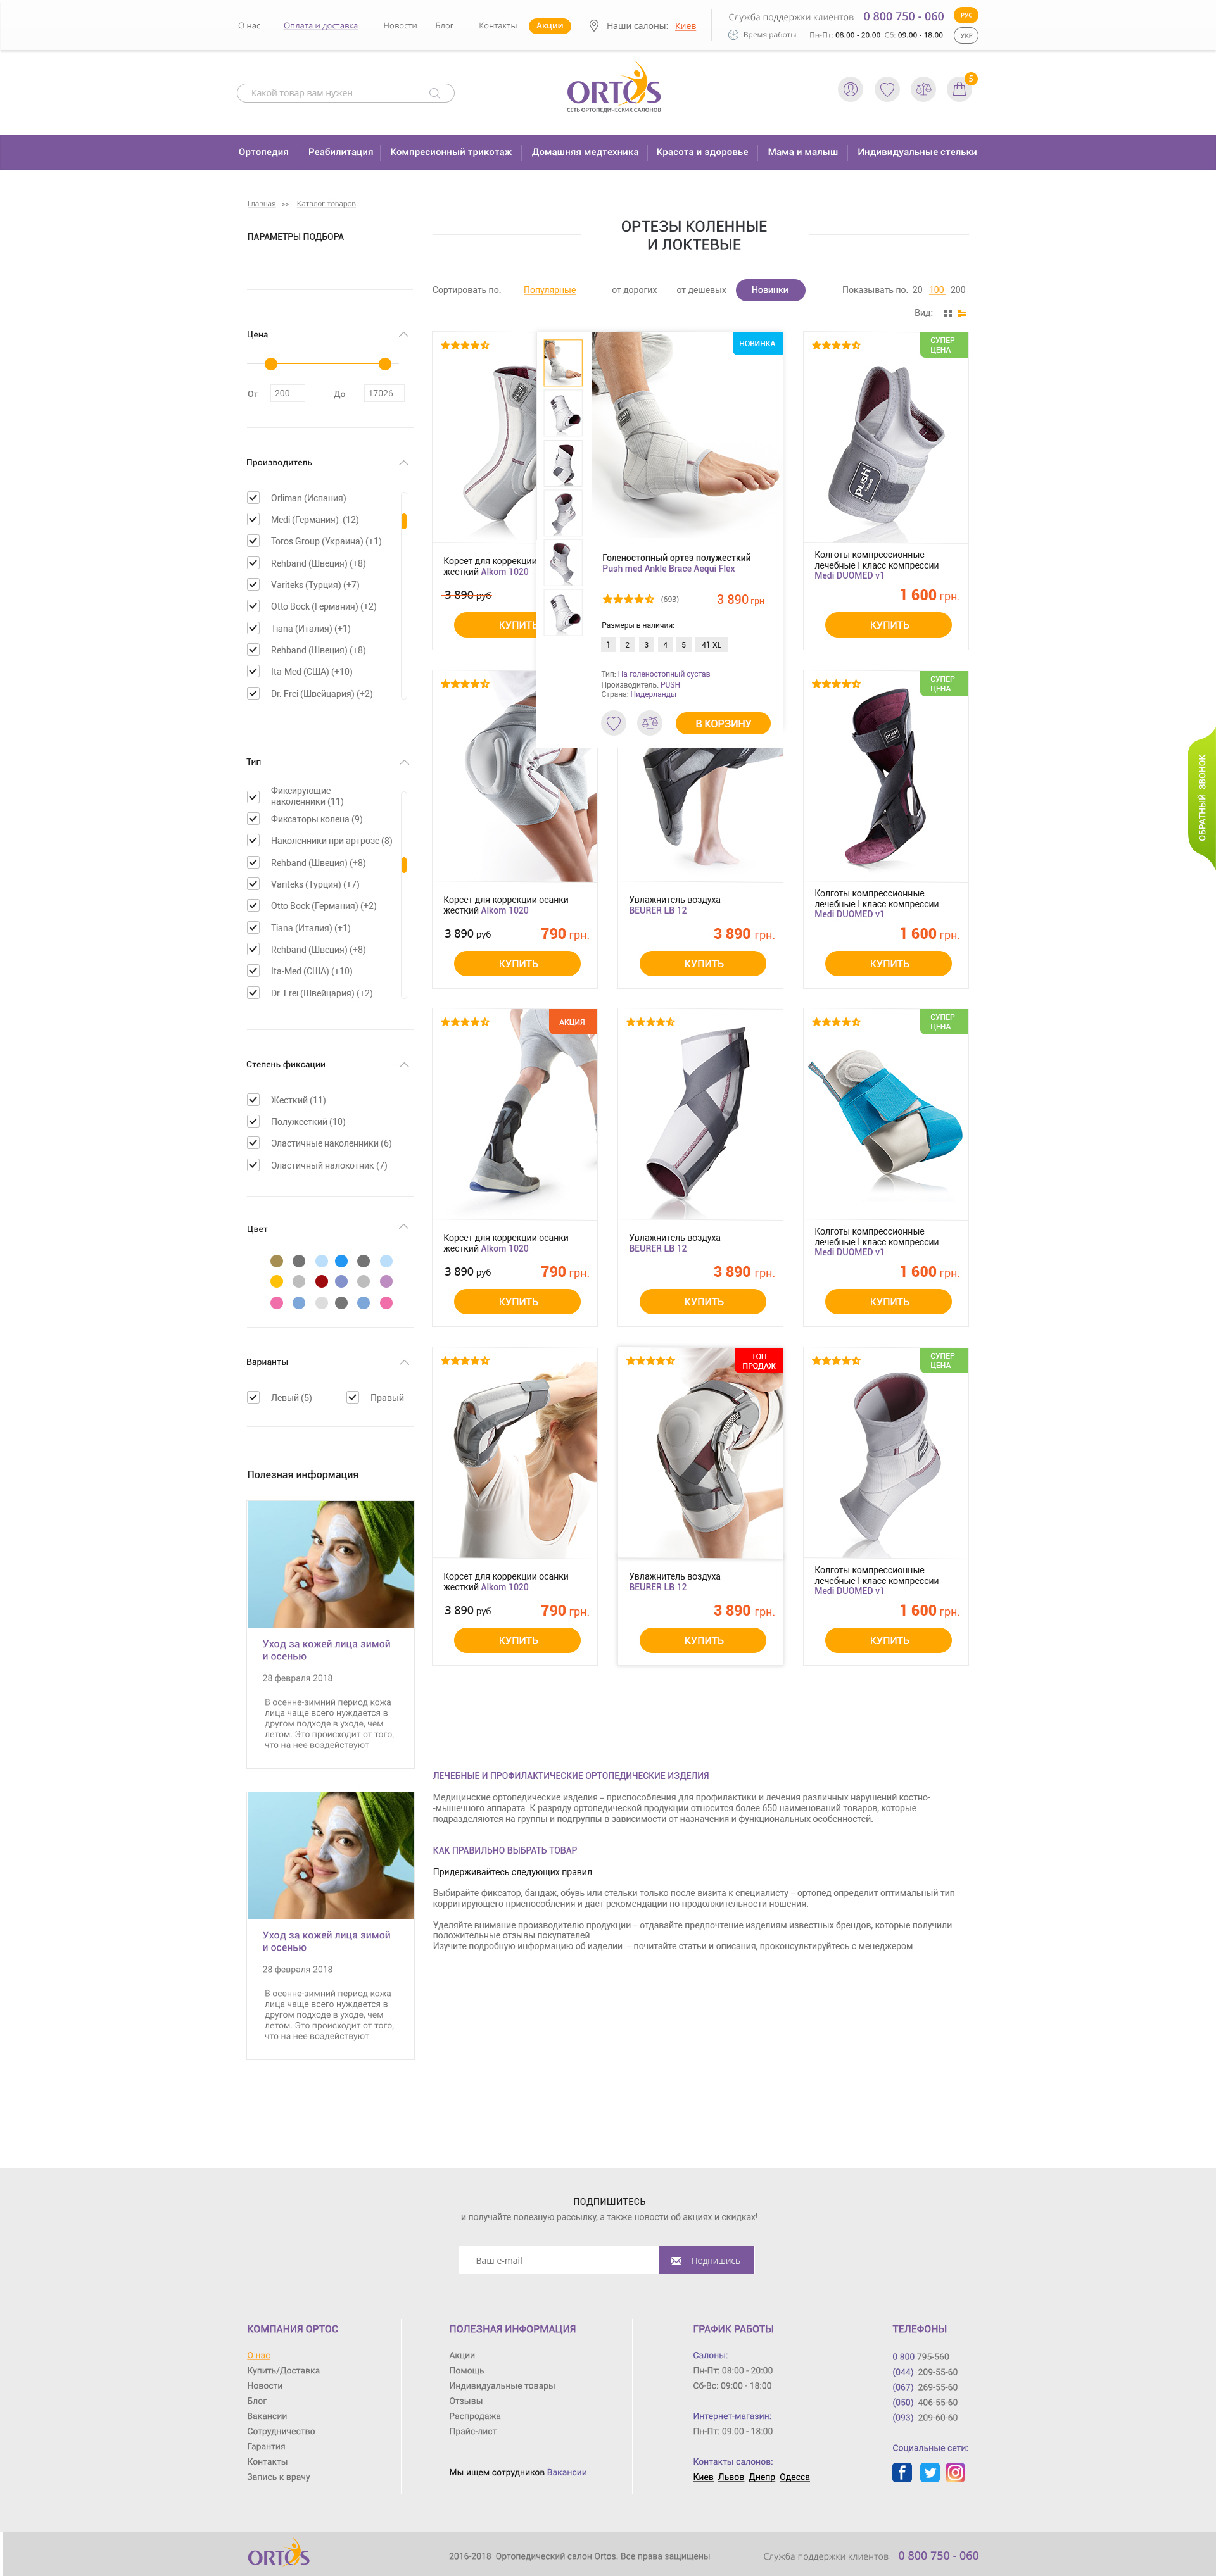 О нас
Оплата и доставка
Новости
Блог
Контакты
Акции
Наши салоны: Киев
Служба поддержки клиентов 0 800 750 - 060
Время работы Пн-Пт: 08.00 - 20.00 Сб: 09.00 - 18.00
РУС
УКР
Какой товар вам нужен
ORTOS
СЕТЬ ОРТОПЕДИЧЕСКИХ САЛОНОВ
5
Ортопедия
Реабилитация
Компресионный трикотаж
Домашняя медтехника
Красота и здоровье
Мама и малыш
Индивидуальные стельки
Главная >> Каталог товаров
ПАРАМЕТРЫ ПОДБОРА
ОРТЕЗЫ КОЛЕННЫЕ
И ЛОКТЕВЫЕ
Сортировать по: Популярные от дорогих от дешевых Новинки
Показывать по: 20 100 200
Вид:
Цена
От 200 До 17026
Производитель
Orliman (Испания)
Medi (Германия) (12)
Toros Group (Украина) (+1)
Rehband (Швеция) (+8)
Variteks (Турция) (+7)
Otto Bock (Германия) (+2)
Tiana (Италия) (+1)
Rehband (Швеция) (+8)
Ita-Med (США) (+10)
Dr. Frei (Швейцария) (+2)
Тип
Фиксирующие
наколенники (11)
Фиксаторы колена (9)
Наколенники при артрозе (8)
Rehband (Швеция) (+8)
Variteks (Турция) (+7)
Otto Bock (Германия) (+2)
Tiana (Италия) (+1)
Rehband (Швеция) (+8)
Ita-Med (США) (+10)
Dr. Frei (Швейцария) (+2)
Степень фиксации
Жесткий (11)
Полужесткий (10)
Эластичные наколенники (6)
Эластичный налокотник (7)
Цвет
Варианты
Левый (5)
Правый
Полезная информация
Уход за кожей лица зимой
и осенью
28 февраля 2018
В осенне-зимний период кожа
лица чаще всего нуждается в
другом подходе в уходе, чем
летом. Это происходит от того,
что на нее воздействуют
Уход за кожей лица зимой
и осенью
28 февраля 2018
В осенне-зимний период кожа
лица чаще всего нуждается в
другом подходе в уходе, чем
летом. Это происходит от того,
что на нее воздействуют
Корсет для коррекции
жесткий Alkom 1020
3 890 руб
КУПИТЬ
НОВИНКА
Голеностопный ортез полужесткий
Push med Ankle Brace Aequi Flex
(693)
3 890 грн
Размеры в наличии:
1 2 3 4 5 41 XL
Тип: На голеностопный сустав
Производитель: PUSH
Страна: Нидерланды
В КОРЗИНУ
СУПЕР
ЦЕНА
push
Колготы компрессионные
лечебные I класс компрессии
Medi DUOMED v1
1 600 грн.
КУПИТЬ
Корсет для коррекции осанки
жесткий Alkom 1020
3 890 руб
790 грн.
КУПИТЬ
Увлажнитель воздуха
BEURER LB 12
3 890 грн.
КУПИТЬ
СУПЕР
ЦЕНА
Колготы компрессионные
лечебные I класс компрессии
Medi DUOMED v1
1 600 грн.
КУПИТЬ
АКЦИЯ
Корсет для коррекции осанки
жесткий Alkom 1020
3 890 руб
790 грн.
КУПИТЬ
Увлажнитель воздуха
BEURER LB 12
3 890 грн.
КУПИТЬ
СУПЕР
ЦЕНА
Колготы компрессионные
лечебные I класс компрессии
Medi DUOMED v1
1 600 грн.
КУПИТЬ
Корсет для коррекции осанки
жесткий Alkom 1020
3 890 руб
790 грн.
КУПИТЬ
ТОП
ПРОДАЖ
Увлажнитель воздуха
BEURER LB 12
3 890 грн.
КУПИТЬ
СУПЕР
ЦЕНА
Колготы компрессионные
лечебные I класс компрессии
Medi DUOMED v1
1 600 грн.
КУПИТЬ
ОБРАТНЫЙ ЗВОНОК
ЛЕЧЕБНЫЕ И ПРОФИЛАКТИЧЕСКИЕ ОРТОПЕДИЧЕСКИЕ ИЗДЕЛИЯ
Медицинские ортопедические изделия – приспособления для профилактики и лечения различных нарушений костно-
-мышечного аппарата. К разряду ортопедической продукции относится более 650 наименований товаров, которые
подразделяются на группы и подгруппы в зависимости от назначения и функциональных особенностей.
КАК ПРАВИЛЬНО ВЫБРАТЬ ТОВАР
Придерживайтесь следующих правил:
Выбирайте фиксатор, бандаж, обувь или стельки только после визита к специалисту – ортопед определит оптимальный тип
корригирующего приспособления и даст рекомендации по продолжительности ношения.
Уделяйте внимание производителю продукции – отдавайте предпочтение изделиям известных брендов, которые получили
положительные отзывы покупателей.
Изучите подробную информацию об изделии – почитайте статьи и описания, проконсультируйтесь с менеджером.
ПОДПИШИТЕСЬ
и получайте полезную рассылку, а также новости об акциях и скидках!
Ваш e-mail
Подпишись
КОМПАНИЯ ОРТОС
О нас
Купить/Доставка
Новости
Блог
Вакансии
Сотрудничество
Гарантия
Контакты
Запись к врачу
ПОЛЕЗНАЯ ИНФОРМАЦИЯ
Акции
Помощь
Индивидуальные товары
Отзывы
Распродажа
Прайс-лист
Мы ищем сотрудников Вакансии
ГРАФИК РАБОТЫ
Салоны:
Пн-Пт: 08:00 - 20:00
Сб-Вс: 09:00 - 18:00
Интернет-магазин:
Пн-Пт: 09:00 - 18:00
Контакты салонов:
Киев Львов Днепр Одесса
ТЕЛЕФОНЫ
0 800 795-560
(044) 209-55-60
(067) 269-55-60
(050) 406-55-60
(093) 209-60-60
Социальные сети:
ORTOS
2016-2018 Ортопедический салон Ortos. Все права защищены
Служба поддержки клиентов 0 800 750 - 060